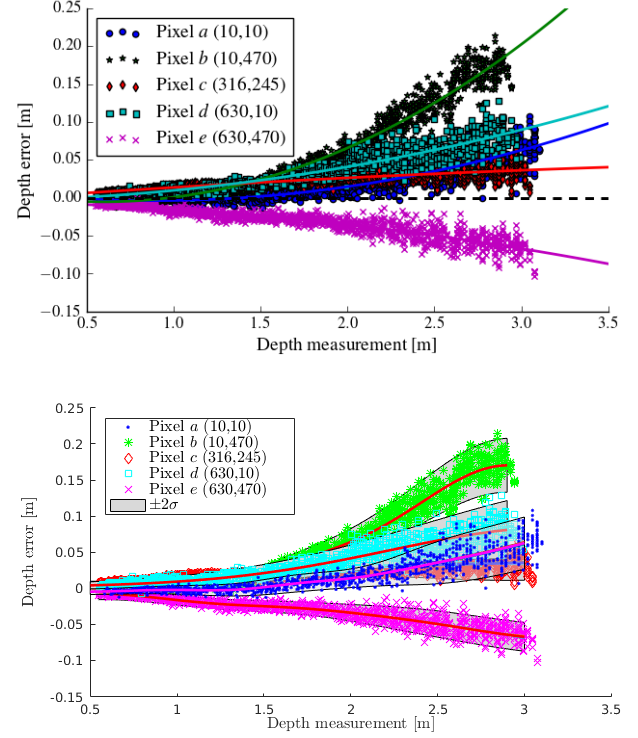 0.25
0.20
0.15
0.10
0.05
0.00
−0.05
−0.10
−0.15
Depth error [m]
Pixel a (10,10)
Pixel b (10,470)
Pixel c (316,245)
Pixel d (630,10)
Pixel e (630,470)
0.5 1.0 1.5 2.0 2.5 3.0 3.5
Depth measurement [m]
0.25
0.2
0.15
0.1
0.05
0
-0.05
-0.1
-0.15
Depth error [m]
Pixel a (10,10)
Pixel b (10,470)
Pixel c (316,245)
Pixel d (630,10)
Pixel e (630,470)
±2σ
0.5 1 1.5 2 2.5 3 3.5
Depth measurement [m]